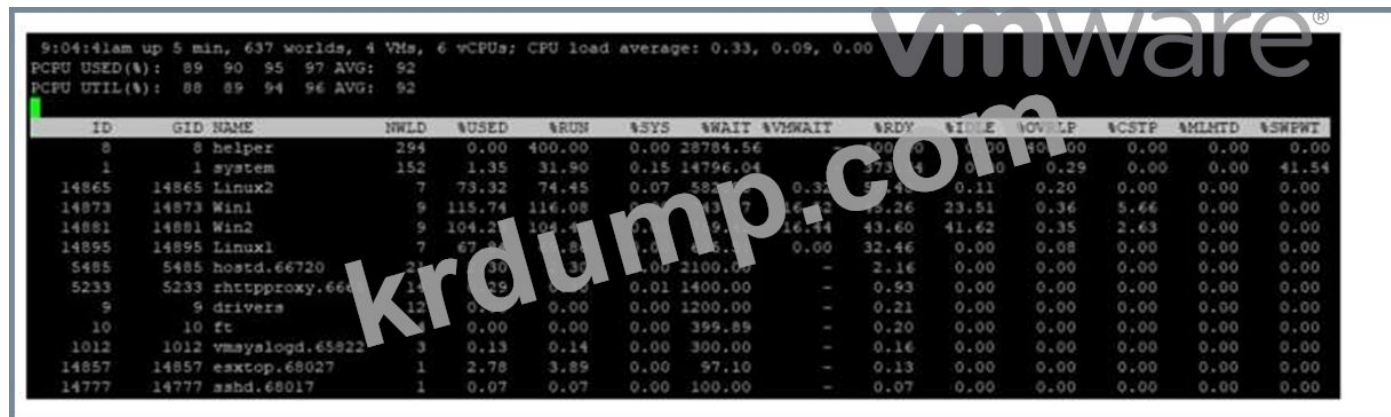 vmware®
9:04:41am up 5 min, 637 worlds, 4 VMs, 6 vCPUs; CPU load average: 0.33, 0.09, 0.00
PCPU USED(%): 89 90 95 97 AVG: 92
PCPU UTIL(%): 88 89 94 96 AVG: 92
ID GID NAME NWLD %USED %RUN %SYS %WAIT %VMWAIT %RDY %IDLE %OVRLP %CSTP %MLMTD %SWPWT
8 8 helper 294 0.00 400.00 0.00 28784.56 - 0.00 0.00 0.00
1 1 system 152 1.35 31.90 0.15 14796.04 0.29 0.00 0.00 41.54
14865 14865 Linux2 7 73.32 74.45 0.07 0.32 0.11 0.20 0.00 0.00 0.00
14873 14873 Win1 9 115.74 116.08 23.51 0.36 5.66 0.00 0.00
14881 14881 Win2 9 43.60 41.62 0.35 2.63 0.00 0.00
14895 14895 Linux1 7 0.00 32.46 0.00 0.08 0.00 0.00 0.00
5485 5485 hostd.66720 2100.00 - 2.16 0.00 0.00 0.00 0.00 0.00
5233 5233 0.01 1400.00 - 0.93 0.00 0.00 0.00 0.00 0.00
9 9 drivers 12 0.00 0.00 1200.00 - 0.21 0.00 0.00 0.00 0.00 0.00
10 10 ft 0.00 0.00 0.00 399.89 - 0.20 0.00 0.00 0.00 0.00 0.00
1012 1012 vmsyslogd.65822 3 0.13 0.14 0.00 300.00 - 0.16 0.00 0.00 0.00 0.00 0.00
14857 14857 esxtop.68027 1 2.78 3.89 0.00 97.10 - 0.13 0.00 0.00 0.00 0.00 0.00
14777 14777 sshd.68017 1 0.07 0.07 0.00 100.00 - 0.07 0.00 0.00 0.00 0.00 0.00
krdump.com